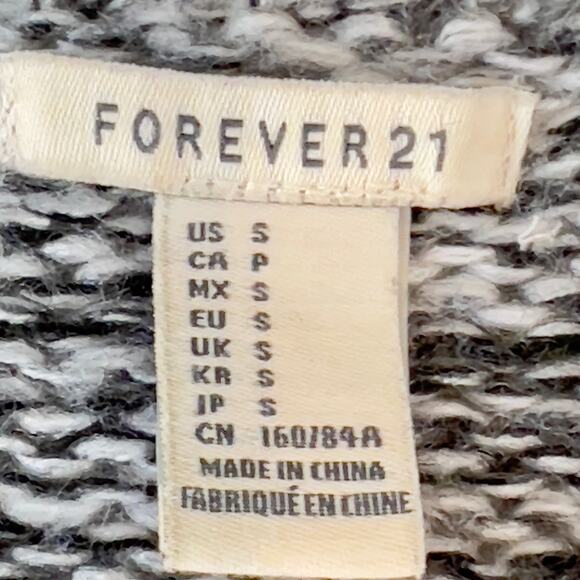 FOREVER 21
US S
CA P
MX S
EU S
UK S
KR S
JP S
CN 160/84A
MADE IN CHINA
FABRIQUÉ EN CHINE